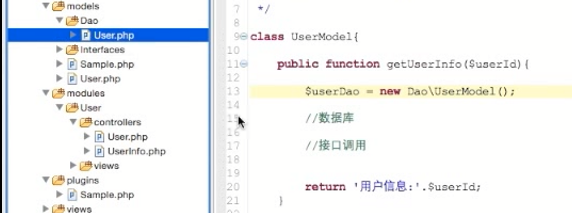 models
Dao
User.php
Interfaces
Sample.php
User.php
modules
User
controllers
User.php
UserInfo.php
views
plugins
Sample.php
views
7 */
8
9 class UserModel{
10
11 public function getUserInfo($userId){
12
13 $userDao = new Dao\UserModel();
14
15 //数据库
16
17 //接口调用
18
19
20 return '用户信息:'.$userId;
21 }